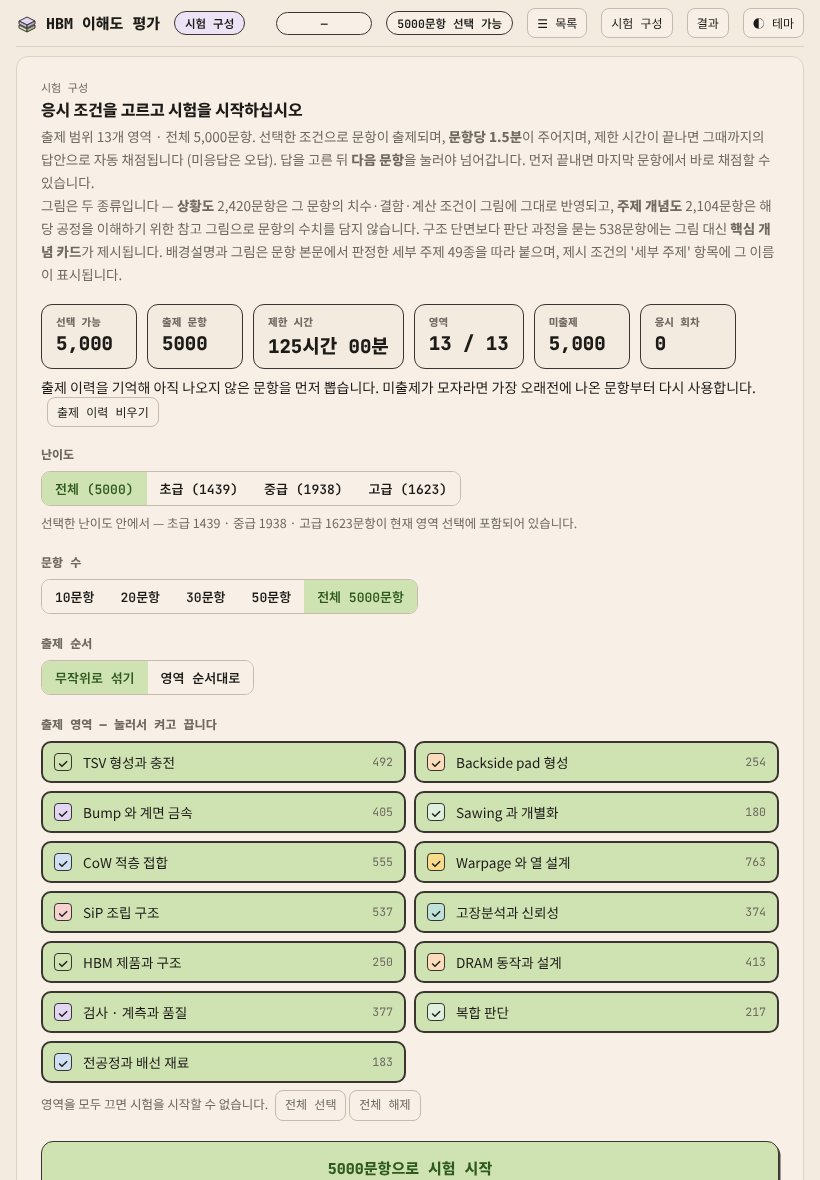 HBM 이해도 평가
시험 구성
—
5000문항 선택 가능
☰ 목록
시험 구성
결과
◐ 테마
시험 구성
응시 조건을 고르고 시험을 시작하십시오
출제 범위 13개 영역 · 전체 5,000문항. 선택한 조건으로 문항이 출제되며, 문항당 1.5분이 주어지며, 제한 시간이 끝나면 그때까지의
답안으로 자동 채점됩니다 (미응답은 오답). 답을 고른 뒤 다음 문항을 눌러야 넘어갑니다. 먼저 끝내면 마지막 문항에서 바로 채점할 수
있습니다.
그림은 두 종류입니다 — 상황도 2,420문항은 그 문항의 치수·결함·계산 조건이 그림에 그대로 반영되고, 주제 개념도 2,104문항은 해
당 공정을 이해하기 위한 참고 그림으로 문항의 수치를 담지 않습니다. 구조 단면보다 판단 과정을 묻는 538문항에는 그림 대신 핵심 개
념 카드가 제시됩니다. 배경설명과 그림은 문항 본문에서 판정한 세부 주제 49종을 따라 붙으며, 제시 조건의 '세부 주제' 항목에 그 이름
이 표시됩니다.
선택 가능
5,000
출제 문항
5000
제한 시간
125시간 00분
영역
13 / 13
미출제
5,000
응시 회차
0
출제 이력을 기억해 아직 나오지 않은 문항을 먼저 뽑습니다. 미출제가 모자라면 가장 오래전에 나온 문항부터 다시 사용합니다.
출제 이력 비우기
난이도
전체 (5000)
초급 (1439)
중급 (1938)
고급 (1623)
선택한 난이도 안에서 — 초급 1439 · 중급 1938 · 고급 1623문항이 현재 영역 선택에 포함되어 있습니다.
문항 수
10문항
20문항
30문항
50문항
전체 5000문항
출제 순서
무작위로 섞기
영역 순서대로
출제 영역 — 눌러서 켜고 끕니다
TSV 형성과 충전 492
Backside pad 형성 254
Bump 와 계면 금속 405
Sawing 과 개별화 180
CoW 적층 접합 555
Warpage 와 열 설계 763
SiP 조립 구조 537
고장분석과 신뢰성 374
HBM 제품과 구조 250
DRAM 동작과 설계 413
검사 · 계측과 품질 377
복합 판단 217
전공정과 배선 재료 183
영역을 모두 끄면 시험을 시작할 수 없습니다.
전체 선택
전체 해제
5000문항으로 시험 시작